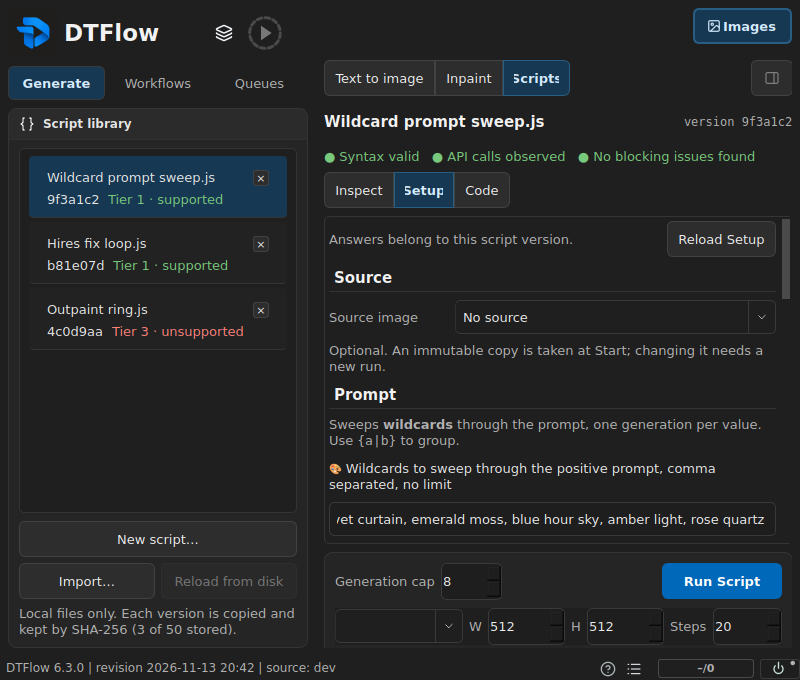 DTFlow
Images
Generate
Workflows
Queues
Text to image
Inpaint
Scripts
{ } Script library
Wildcard prompt sweep.js
9f3a1c2 Tier 1 · supported
Hires fix loop.js
b81e07d Tier 1 · supported
Outpaint ring.js
4c0d9aa Tier 3 · unsupported
New script…
Import…
Reload from disk
Local files only. Each version is copied and
kept by SHA-256 (3 of 50 stored).
Wildcard prompt sweep.js
version 9f3a1c2
● Syntax valid ● API calls observed ● No blocking issues found
Inspect
Setup
Code
Answers belong to this script version.
Reload Setup
Source
Source image
No source
Optional. An immutable copy is taken at Start; changing it needs a
new run.
Prompt
Sweeps wildcards through the prompt, one generation per value.
Use {a|b} to group.
🎨 Wildcards to sweep through the positive prompt, comma
separated, no limit
vet curtain, emerald moss, blue hour sky, amber light, rose quartz
Generation cap 8
Run Script
W 512 H 512 Steps 20
DTFlow 6.3.0 | revision 2026-11-13 20:42 | source: dev
–/0